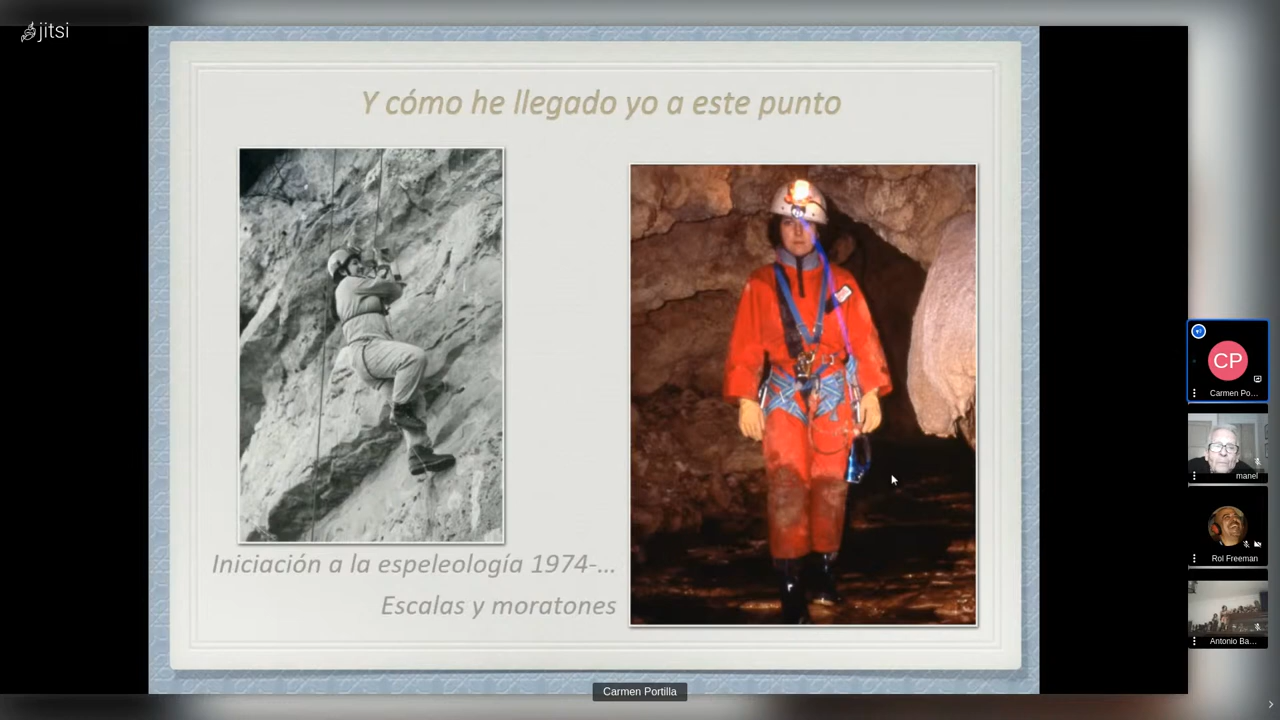 jitsi
Y cómo he llegado yo a este punto
Iniciación a la espeleología 1974-...
Escalas y moratones
CP
Carmen Po...
manel
Rol Freeman
Antonio Ba...
Carmen Portilla